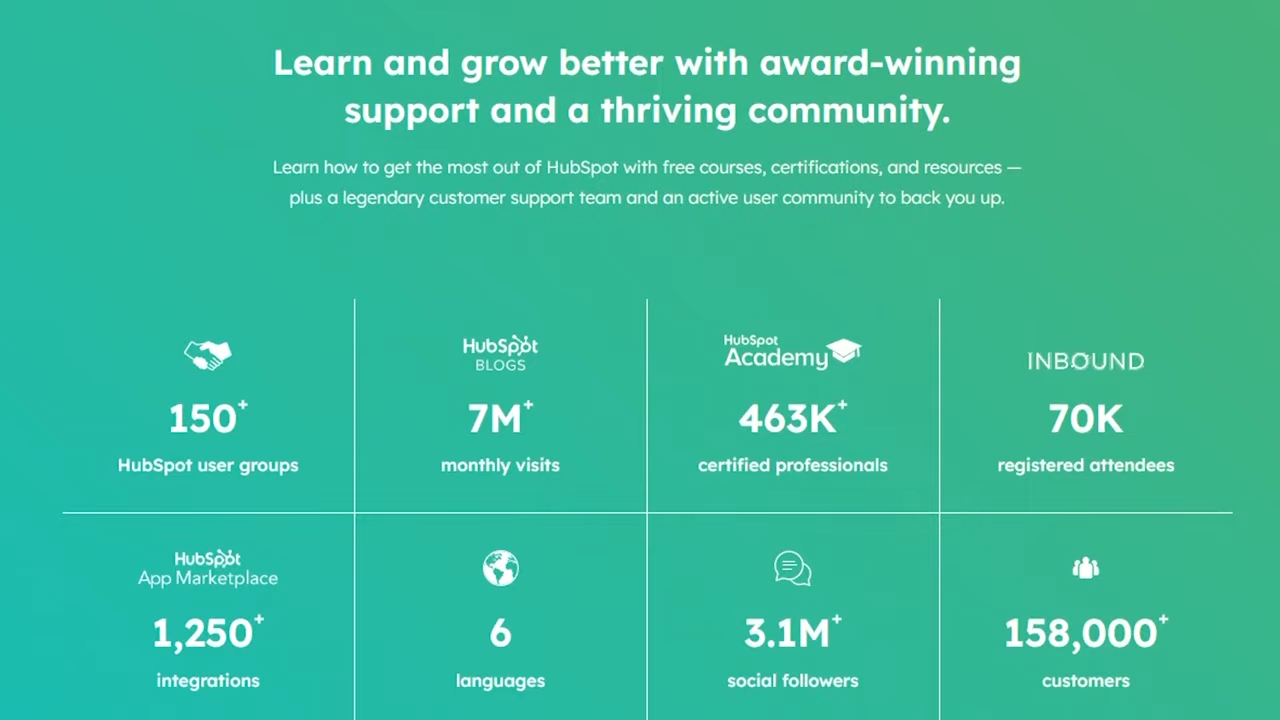 Learn and grow better with award-winning
support and a thriving community.
Learn how to get the most out of HubSpot with free courses, certifications, and resources —
plus a legendary customer support team and an active user community to back you up.
150+
HubSpot user groups
HubSpot
BLOGS
7M+
monthly visits
HubSpot
Academy
463K+
certified professionals
INBOUND
70K
registered attendees
HubSpot
App Marketplace
1,250+
integrations
6
languages
3.1M+
social followers
158,000+
customers